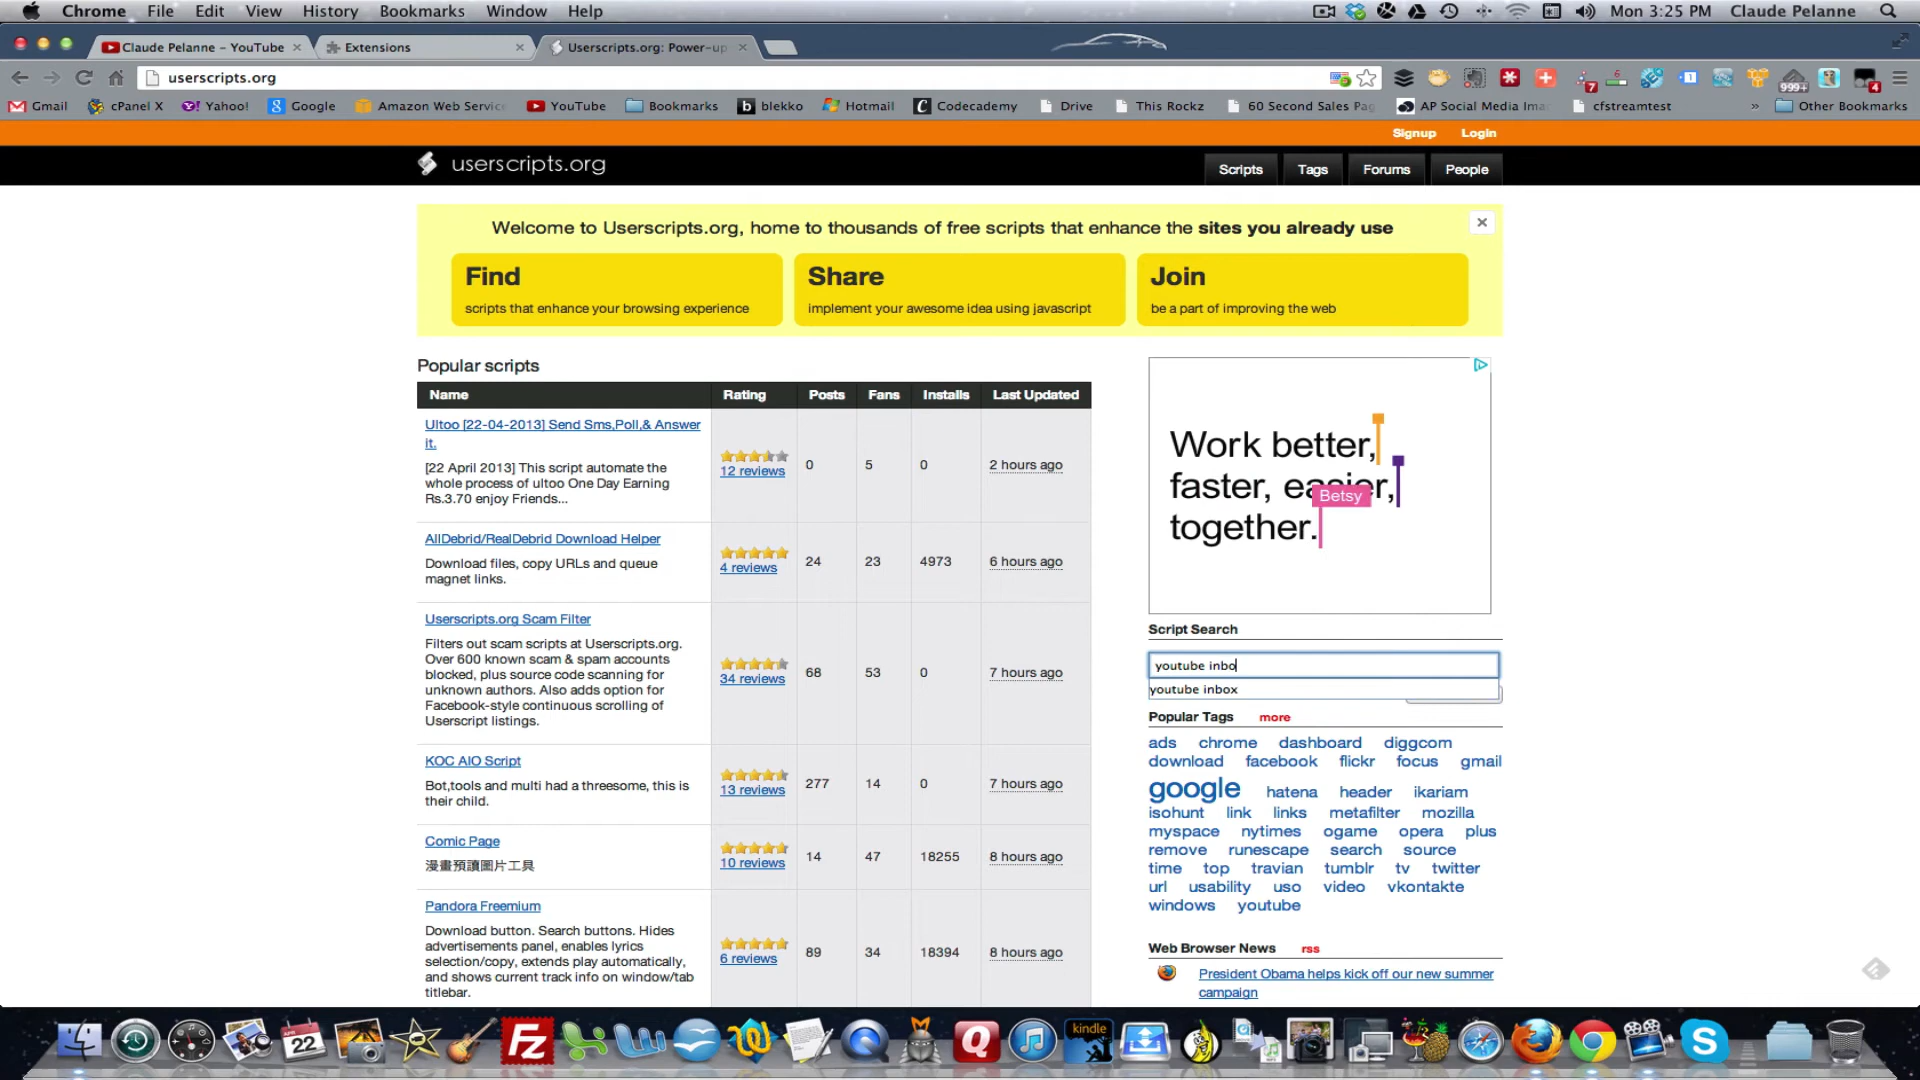 Chrome File Edit View History Bookmarks Window Help Mon 3:25 PM Claude Pelanne
Claude Pelanne – YouTube Extensions Userscripts.org: Power-up
userscripts.org
7 6 1 999+ 4
Gmail cPanel X Yahoo! Google Amazon Web Service YouTube Bookmarks blekko Hotmail Codecademy Drive This Rockz 60 Second Sales Pag AP Social Media Ima cfstreamtest » Other Bookmarks
Signup Login
userscripts.org Scripts Tags Forums People
Welcome to Userscripts.org, home to thousands of free scripts that enhance the sites you already use
Find Share Join
scripts that enhance your browsing experience implement your awesome idea using javascript be a part of improving the web
Popular scripts
Name Rating Posts Fans Installs Last Updated
Ultoo [22-04-2013] Send Sms,Poll,& Answer
it.
[22 April 2013] This script automate the
whole process of ultoo One Day Earning
Rs.3.70 enjoy Friends...
12 reviews 0 5 0 2 hours ago
AllDebrid/RealDebrid Download Helper
Download files, copy URLs and queue
magnet links.
4 reviews 24 23 4973 6 hours ago
Userscripts.org Scam Filter
Filters out scam scripts at Userscripts.org.
Over 600 known scam & spam accounts
blocked, plus source code scanning for
unknown authors. Also adds option for
Facebook-style continuous scrolling of
Userscript listings.
34 reviews 68 53 0 7 hours ago
KOC AIO Script
Bot,tools and multi had a threesome, this is
their child.
13 reviews 277 14 0 7 hours ago
Comic Page
漫畫預讀圖片工具
10 reviews 14 47 18255 8 hours ago
Pandora Freemium
Download button. Search buttons. Hides
advertisements panel, enables lyrics
selection/copy, extends play automatically,
and shows current track info on window/tab
titlebar.
6 reviews 89 34 18394 8 hours ago
Work better,
faster, easier,
Betsy
together.
Script Search
youtube inbo
youtube inbox
Popular Tags more
ads chrome dashboard diggcom
download facebook flickr focus gmail
google hatena header ikariam
isohunt link links metafilter mozilla
myspace nytimes ogame opera plus
remove runescape search source
time top travian tumblr tv twitter
url usability uso video vkontakte
windows youtube
Web Browser News rss
President Obama helps kick off our new summer
campaign
APR
22
Fz
Q
kindle
S